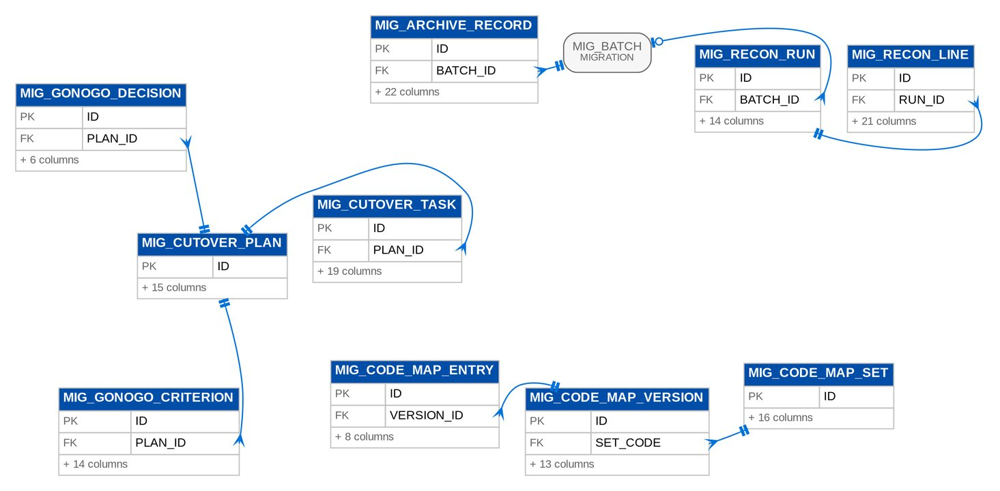 MIG_ARCHIVE_RECORD
PK ID
FK BATCH_ID
+ 22 columns
MIG_BATCH
MIGRATION
MIG_RECON_RUN
PK ID
FK BATCH_ID
+ 14 columns
MIG_RECON_LINE
PK ID
FK RUN_ID
+ 21 columns
MIG_GONOGO_DECISION
PK ID
FK PLAN_ID
+ 6 columns
MIG_CUTOVER_TASK
PK ID
FK PLAN_ID
+ 19 columns
MIG_CUTOVER_PLAN
PK ID
+ 15 columns
MIG_GONOGO_CRITERION
PK ID
FK PLAN_ID
+ 14 columns
MIG_CODE_MAP_ENTRY
PK ID
FK VERSION_ID
+ 8 columns
MIG_CODE_MAP_VERSION
PK ID
FK SET_CODE
+ 13 columns
MIG_CODE_MAP_SET
PK ID
+ 16 columns